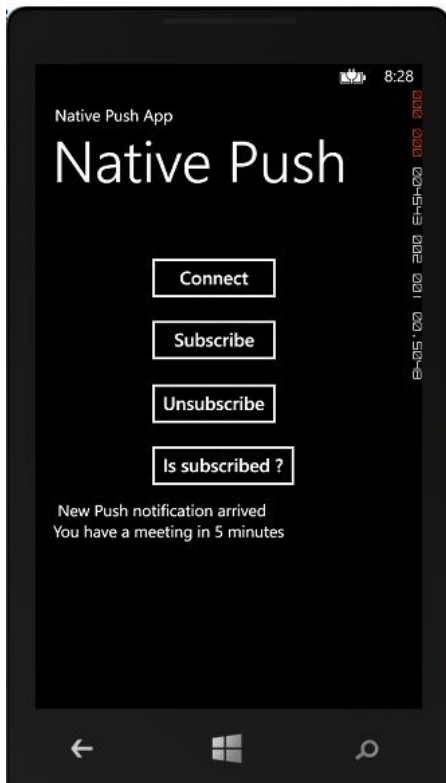 8:28
Native Push App
Native Push
Connect
Subscribe
Unsubscribe
Is subscribed ?
New Push notification arrived
You have a meeting in 5 minutes